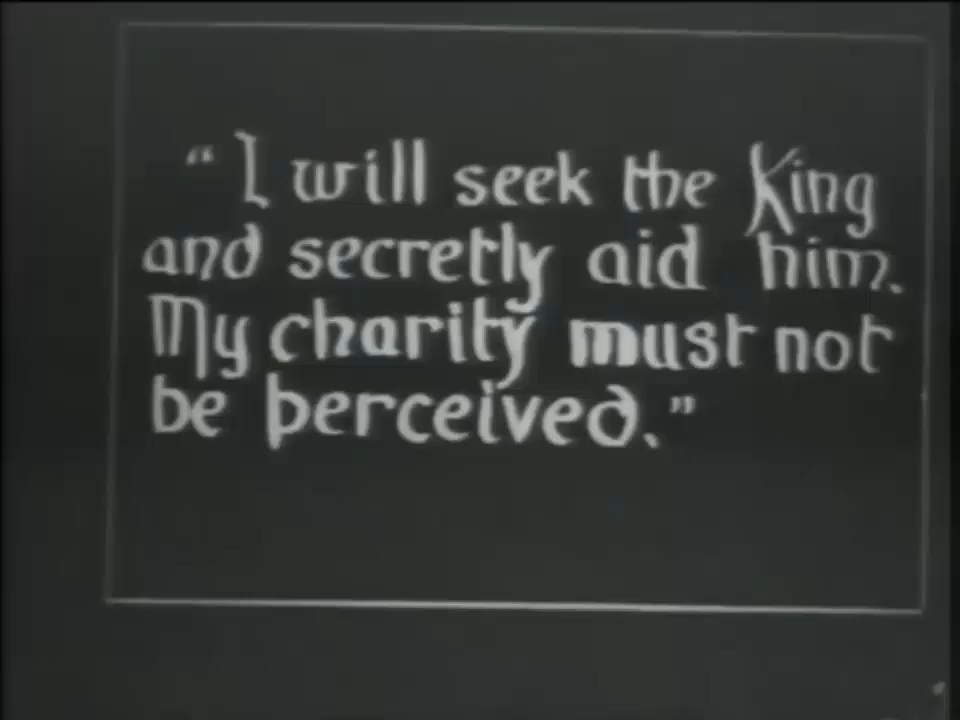 “I will seek the King
and secretly aid him.
My charity must not
be perceived.”